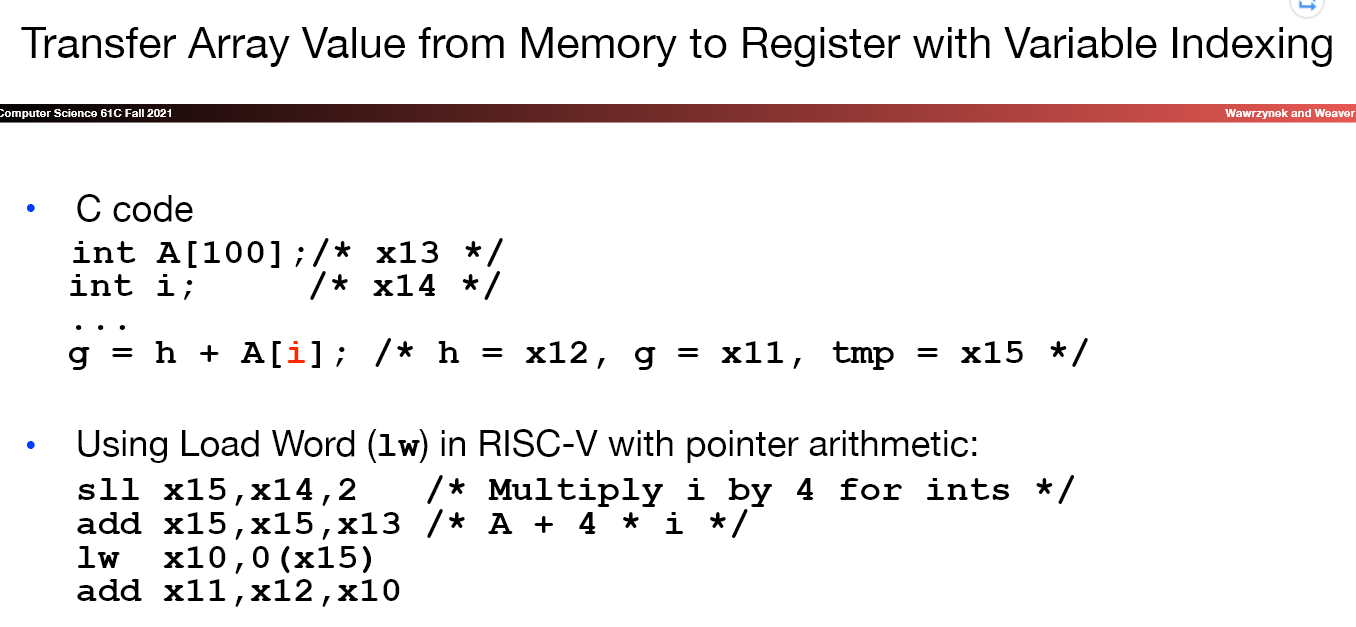 Transfer Array Value from Memory to Register with Variable Indexing
Computer Science 61C Fall 2021
Wawrzynek and Weaver
• C code
int A[100];/* x13 */
int i;     /* x14 */
...
g = h + A[i]; /* h = x12, g = x11, tmp = x15 */
• Using Load Word (lw) in RISC-V with pointer arithmetic:
sll x15,x14,2   /* Multiply i by 4 for ints */
add x15,x15,x13 /* A + 4 * i */
lw  x10,0(x15)
add x11,x12,x10